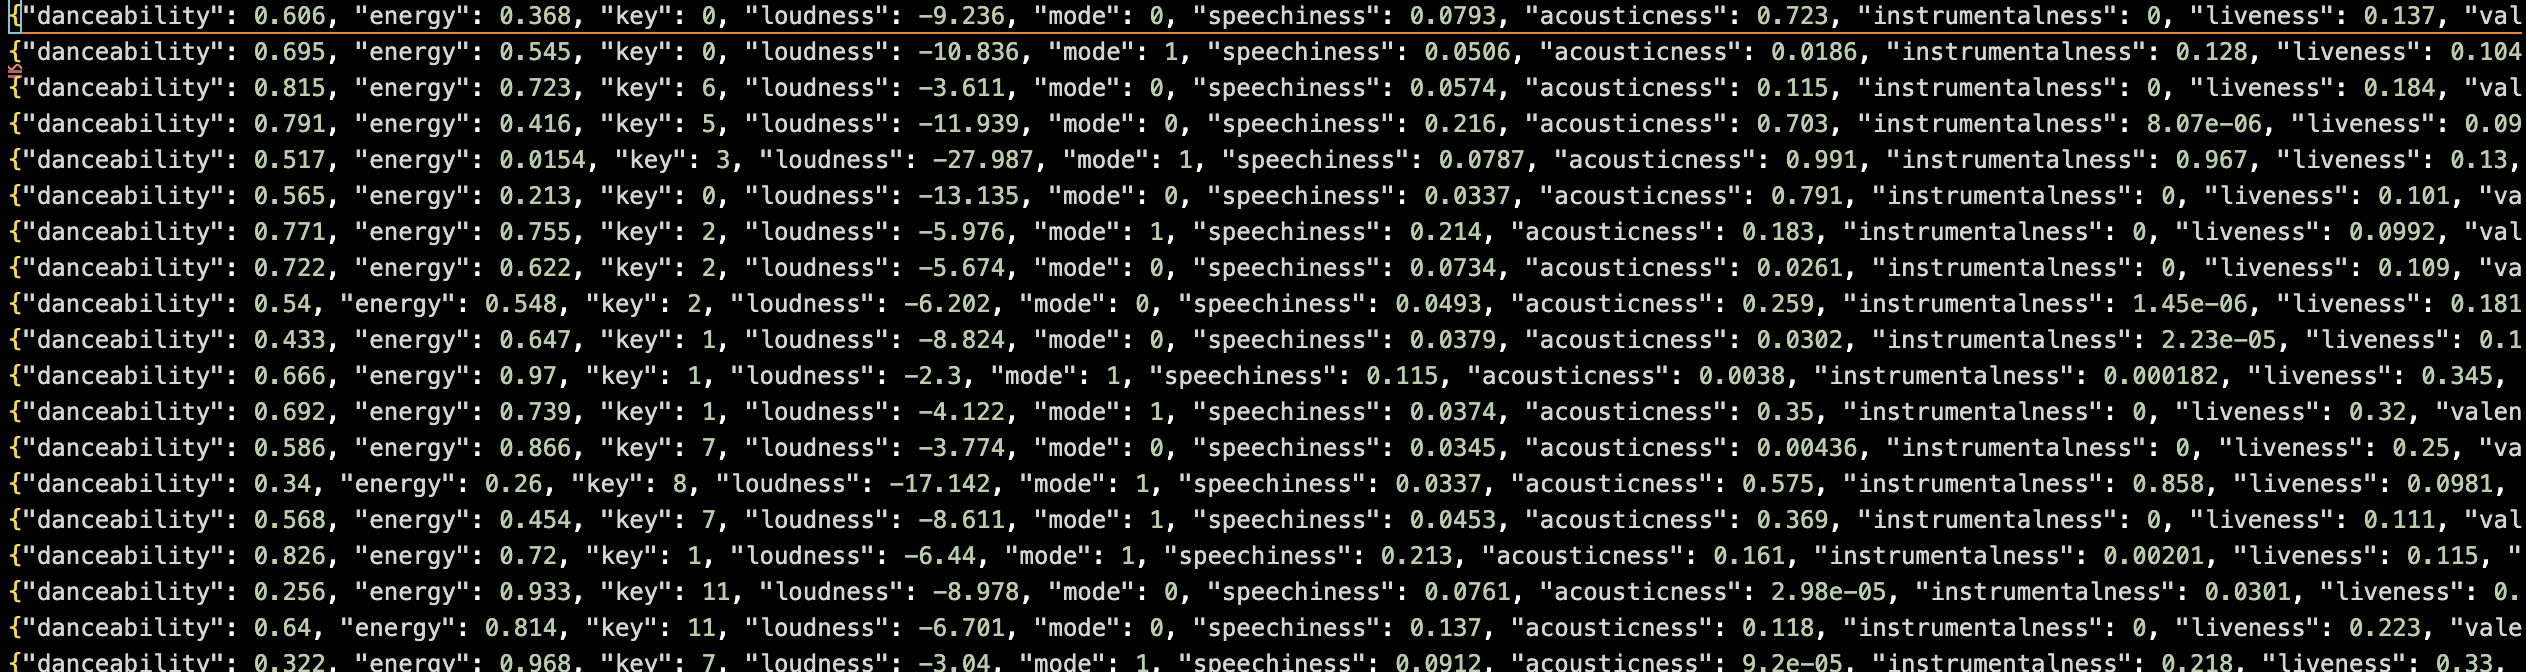 {"danceability": 0.606, "energy": 0.368, "key": 0, "loudness": -9.236, "mode": 0, "speechiness": 0.0793, "acousticness": 0.723, "instrumentalness": 0, "liveness": 0.137, "val
{"danceability": 0.695, "energy": 0.545, "key": 0, "loudness": -10.836, "mode": 1, "speechiness": 0.0506, "acousticness": 0.0186, "instrumentalness": 0.128, "liveness": 0.104
{"danceability": 0.815, "energy": 0.723, "key": 6, "loudness": -3.611, "mode": 0, "speechiness": 0.0574, "acousticness": 0.115, "instrumentalness": 0, "liveness": 0.184, "val
{"danceability": 0.791, "energy": 0.416, "key": 5, "loudness": -11.939, "mode": 0, "speechiness": 0.216, "acousticness": 0.703, "instrumentalness": 8.07e-06, "liveness": 0.09
{"danceability": 0.517, "energy": 0.0154, "key": 3, "loudness": -27.987, "mode": 1, "speechiness": 0.0787, "acousticness": 0.991, "instrumentalness": 0.967, "liveness": 0.13,
{"danceability": 0.565, "energy": 0.213, "key": 0, "loudness": -13.135, "mode": 0, "speechiness": 0.0337, "acousticness": 0.791, "instrumentalness": 0, "liveness": 0.101, "va
{"danceability": 0.771, "energy": 0.755, "key": 2, "loudness": -5.976, "mode": 1, "speechiness": 0.214, "acousticness": 0.183, "instrumentalness": 0, "liveness": 0.0992, "val
{"danceability": 0.722, "energy": 0.622, "key": 2, "loudness": -5.674, "mode": 0, "speechiness": 0.0734, "acousticness": 0.0261, "instrumentalness": 0, "liveness": 0.109, "va
{"danceability": 0.54, "energy": 0.548, "key": 2, "loudness": -6.202, "mode": 0, "speechiness": 0.0493, "acousticness": 0.259, "instrumentalness": 1.45e-06, "liveness": 0.181
{"danceability": 0.433, "energy": 0.647, "key": 1, "loudness": -8.824, "mode": 0, "speechiness": 0.0379, "acousticness": 0.0302, "instrumentalness": 2.23e-05, "liveness": 0.1
{"danceability": 0.666, "energy": 0.97, "key": 1, "loudness": -2.3, "mode": 1, "speechiness": 0.115, "acousticness": 0.0038, "instrumentalness": 0.000182, "liveness": 0.345,
{"danceability": 0.692, "energy": 0.739, "key": 1, "loudness": -4.122, "mode": 1, "speechiness": 0.0374, "acousticness": 0.35, "instrumentalness": 0, "liveness": 0.32, "valen
{"danceability": 0.586, "energy": 0.866, "key": 7, "loudness": -3.774, "mode": 0, "speechiness": 0.0345, "acousticness": 0.00436, "instrumentalness": 0, "liveness": 0.25, "va
{"danceability": 0.34, "energy": 0.26, "key": 8, "loudness": -17.142, "mode": 1, "speechiness": 0.0337, "acousticness": 0.575, "instrumentalness": 0.858, "liveness": 0.0981,
{"danceability": 0.568, "energy": 0.454, "key": 7, "loudness": -8.611, "mode": 1, "speechiness": 0.0453, "acousticness": 0.369, "instrumentalness": 0, "liveness": 0.111, "val
{"danceability": 0.826, "energy": 0.72, "key": 1, "loudness": -6.44, "mode": 1, "speechiness": 0.213, "acousticness": 0.161, "instrumentalness": 0.00201, "liveness": 0.115, "
{"danceability": 0.256, "energy": 0.933, "key": 11, "loudness": -8.978, "mode": 0, "speechiness": 0.0761, "acousticness": 2.98e-05, "instrumentalness": 0.0301, "liveness": 0.
{"danceability": 0.64, "energy": 0.814, "key": 11, "loudness": -6.701, "mode": 0, "speechiness": 0.137, "acousticness": 0.118, "instrumentalness": 0, "liveness": 0.223, "vale
{"danceability": 0.322, "energy": 0.968, "key": 7, "loudness": -3.04, "mode": 1, "speechiness": 0.0912, "acousticness": 9.2e-05, "instrumentalness": 0.218, "liveness": 0.33,